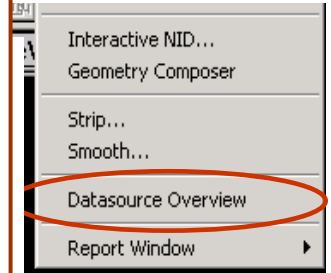 Interactive NID...
Geometry Composer
Strip...
Smooth...
Datasource Overview
Report Window